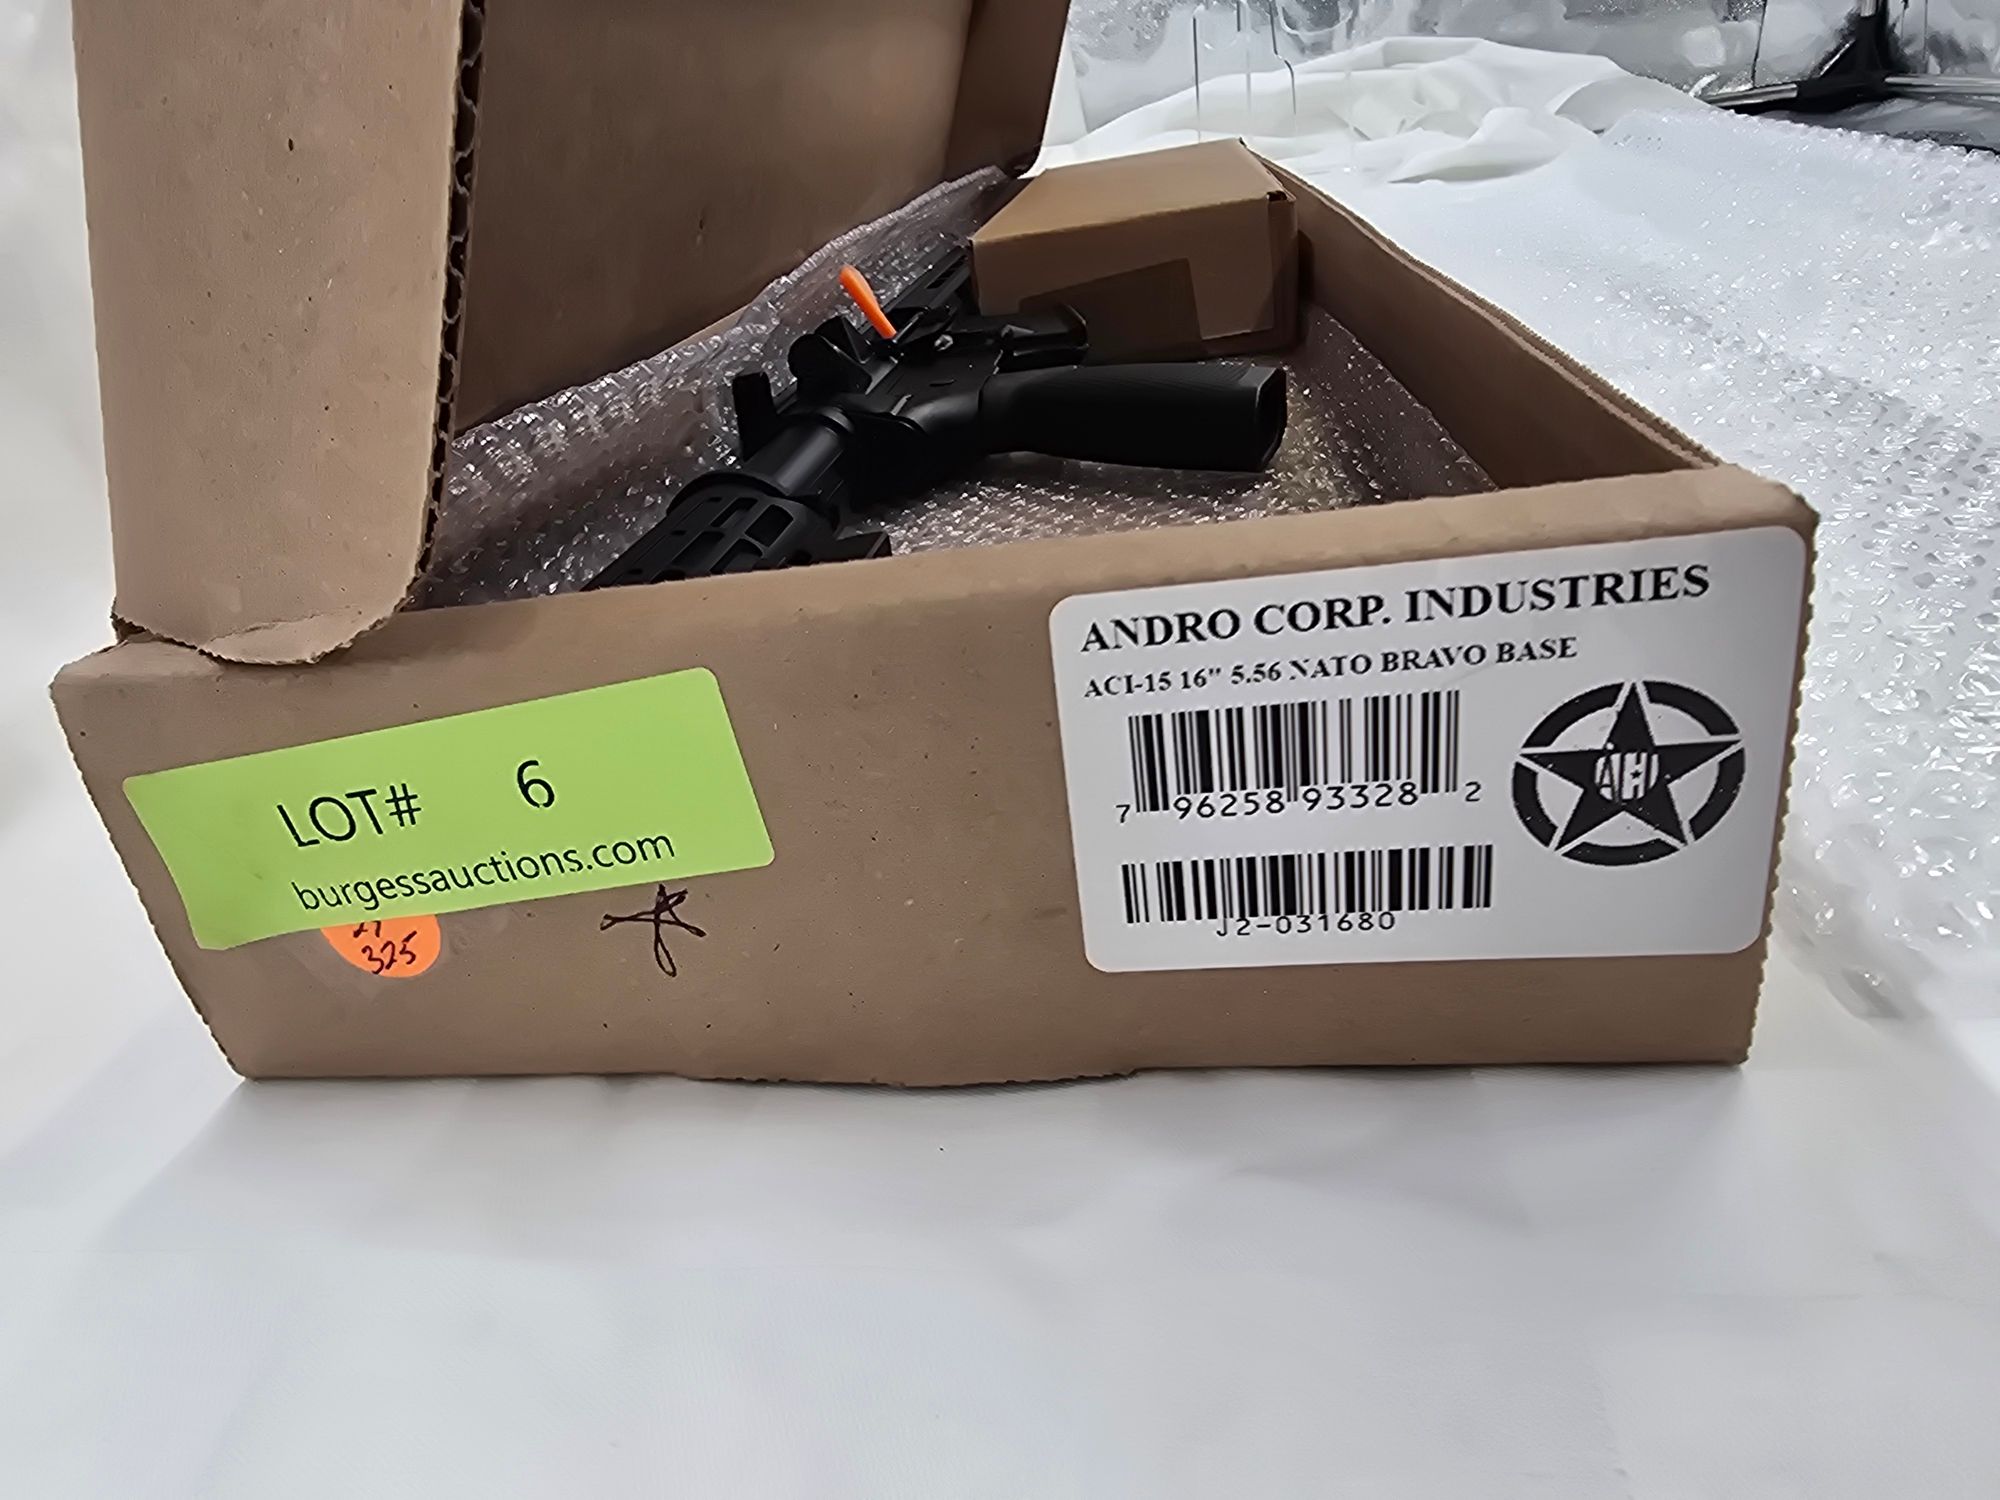 ANDRO CORP. INDUSTRIES
ACI-15 16" 5.56 NATO BRAVO BASE
7 96258 93328 2
J2-031680
LOT# 6
burgessauctions.com
325